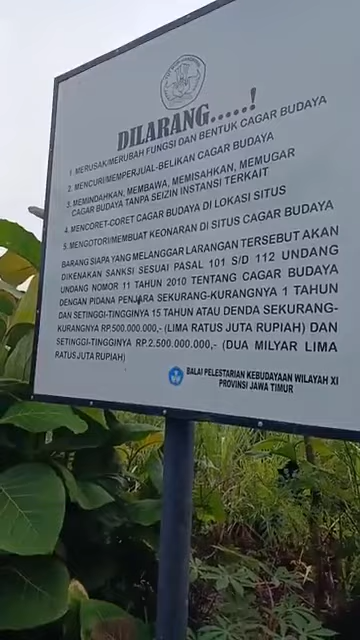 DILARANG......!
1. MERUSAK/MERUBAH FUNGSI DAN BENTUK CAGAR BUDAYA
2. MENCURI/MEMPERJUAL-BELIKAN CAGAR BUDAYA
3. MEMINDAHKAN, MEMBAWA, MEMISAHKAN, MEMUGAR
CAGAR BUDAYA TANPA SEIZIN INSTANSI TERKAIT
4. MENCORET-CORET CAGAR BUDAYA DI LOKASI SITUS
5. MENGOTORI/MEMBUAT KEONARAN DI SITUS CAGAR BUDAYA
BARANG SIAPA YANG MELANGGAR LARANGAN TERSEBUT AKAN
DIKENAKAN SANKSI SESUAI PASAL 101 S/D 112 UNDANG
UNDANG NOMOR 11 TAHUN 2010 TENTANG CAGAR BUDAYA
DENGAN PIDANA PENJARA SEKURANG-KURANGNYA 1 TAHUN
DAN SETINGGI-TINGGINYA 15 TAHUN ATAU DENDA SEKURANG-
KURANGNYA RP.500.000.000,- (LIMA RATUS JUTA RUPIAH) DAN
SETINGGI-TINGGINYA RP.2.500.000.000,- (DUA MILYAR LIMA
RATUS JUTA RUPIAH)
BALAI PELESTARIAN KEBUDAYAAN WILAYAH XI
PROVINSI JAWA TIMUR